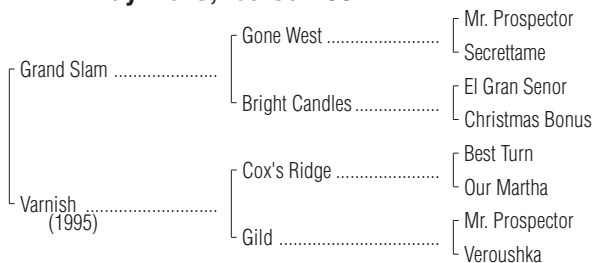 Mr. Prospector
Gone West ........................
Secrettame
Grand Slam ......................
El Gran Senor
Bright Candles ..................
Christmas Bonus
Best Turn
Cox's Ridge ......................
Our Martha
Varnish ............................
(1995)
Mr. Prospector
Gild ..................................
Veroushka